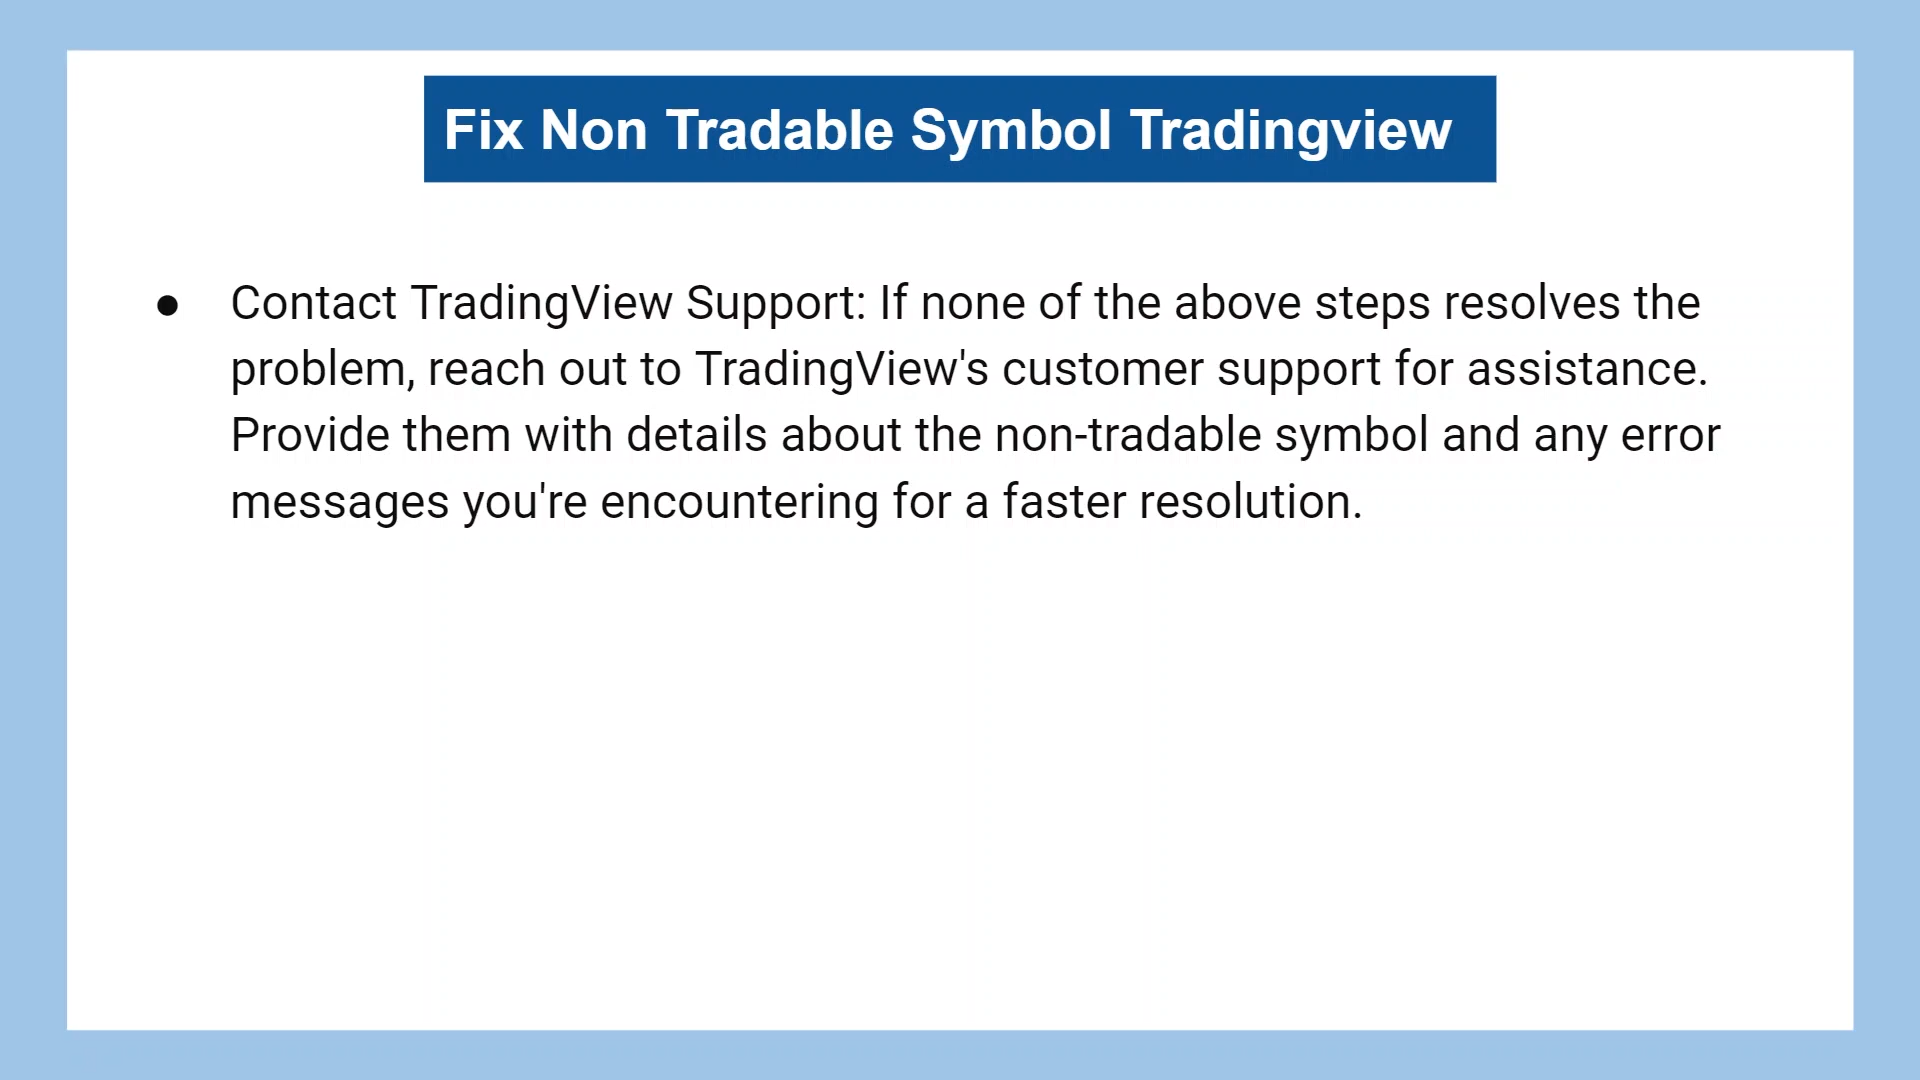 Fix Non Tradable Symbol Tradingview
● Contact TradingView Support: If none of the above steps resolves the
problem, reach out to TradingView's customer support for assistance.
Provide them with details about the non-tradable symbol and any error
messages you're encountering for a faster resolution.